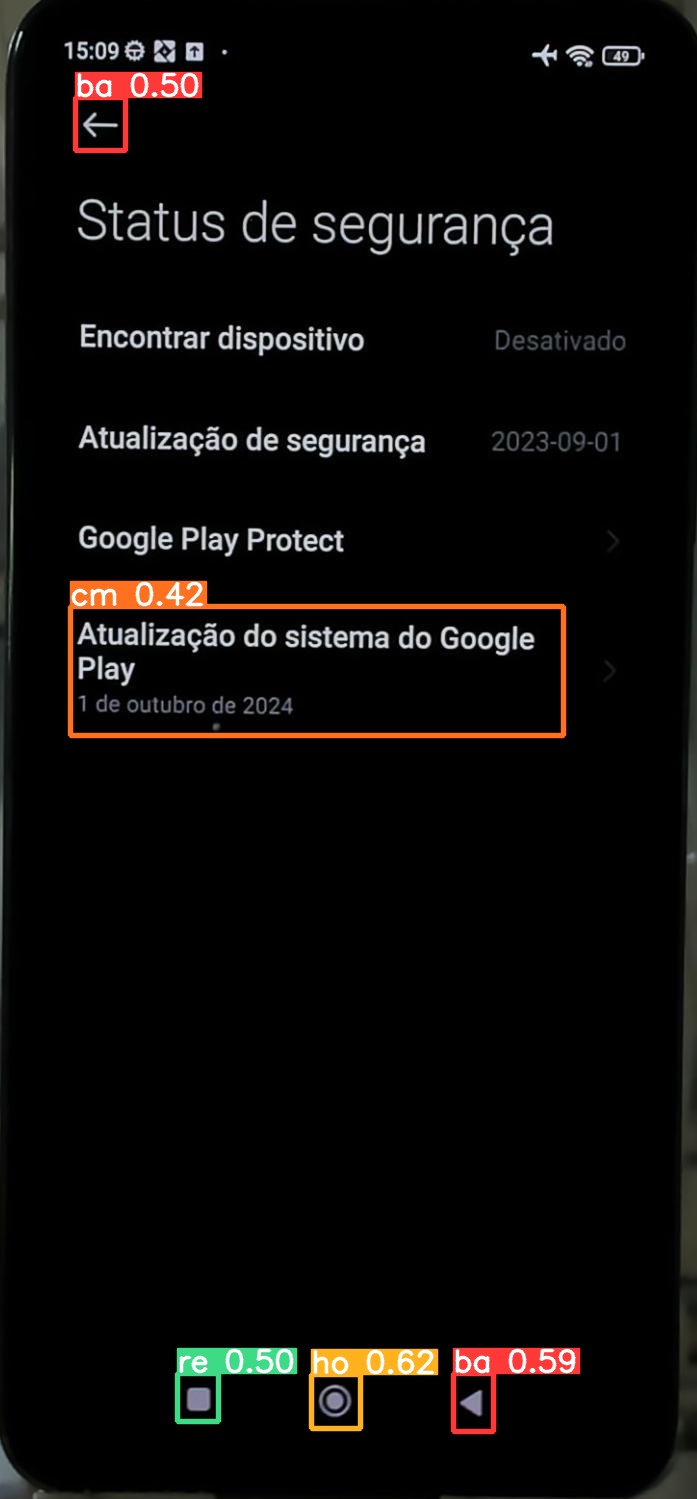 15:09
49
ba 0.50
Status de segurança
Encontrar dispositivo Desativado
Atualização de segurança 2023-09-01
Google Play Protect
cm 0.42
Atualização do sistema do Google
Play
1 de outubro de 2024
re 0.50 ho 0.62 ba 0.59